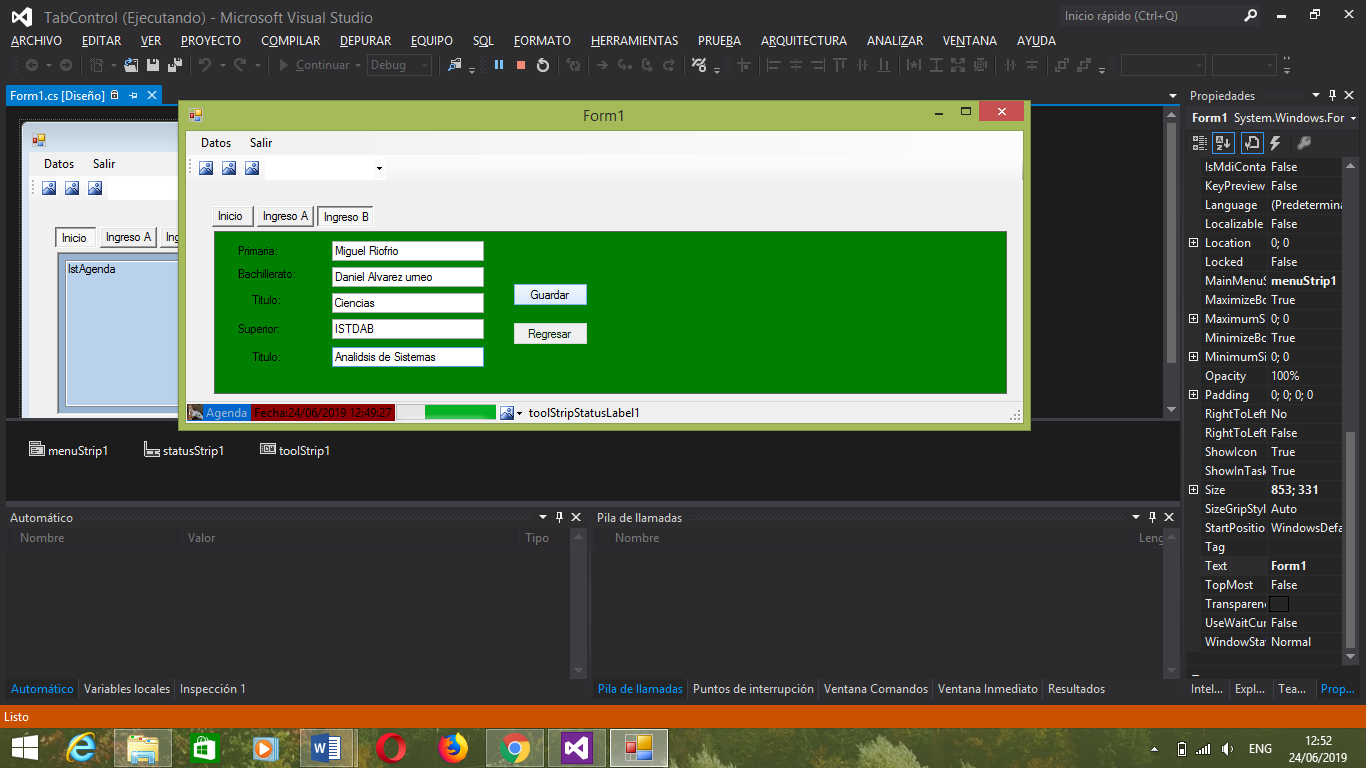 TabControl (Ejecutando) - Microsoft Visual Studio
Inicio rápido (Ctrl+Q)
ARCHIVO EDITAR VER PROYECTO COMPILAR DEPURAR EQUIPO SQL FORMATO HERRAMIENTAS PRUEBA ARQUITECTURA ANALIZAR VENTANA AYUDA
Continuar Debug
Form1.cs [Diseño]
Datos Salir
Inicio Ingreso A Ing
lstAgenda
Form1
Datos Salir
Inicio Ingreso A Ingreso B
Primaria: Miguel Riofrio
Bachillerato: Daniel Alvarez urneo
Titulo: Ciencias
Superior: ISTDAB
Titulo: Analidsis de Sistemas
Guardar
Regresar
Agenda Fecha:24/06/2019 12:49:27 toolStripStatusLabel1
menuStrip1 statusStrip1 toolStrip1
Propiedades
Form1 System.Windows.For
IsMdiConta False
KeyPreview False
Language (Predetermina
Localizable False
Location 0; 0
Locked False
MainMenuS menuStrip1
MaximizeBo True
MaximumS 0; 0
MinimizeBo True
MinimumSi 0; 0
Opacity 100%
Padding 0; 0; 0; 0
RightToLeft No
RightToLeft False
ShowIcon True
ShowInTask True
Size 853; 331
SizeGripStyl Auto
StartPositio WindowsDefa
Tag
Text Form1
TopMost False
Transparen
UseWaitCur False
WindowStat Normal
Automático
Nombre Valor Tipo
Pila de llamadas
Nombre Leng
Automático Variables locales Inspección 1
Pila de llamadas Puntos de interrupción Ventana Comandos Ventana Inmediato Resultados
Intel... Expl... Tea... Prop...
Listo
ENG
12:52
24/06/2019